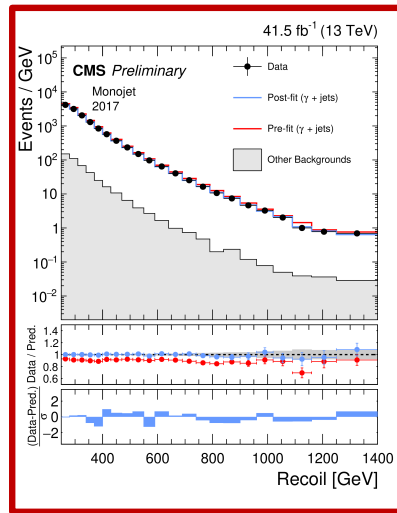 41.5 fb⁻¹ (13 TeV)
Events / GeV
10⁵
10⁴
10³
10²
10
1
10⁻¹
10⁻²
CMS Preliminary
Monojet
2017
Data
Post-fit (γ + jets)
Pre-fit (γ + jets)
Other Backgrounds
Data / Pred.
1.4
1.2
1
0.8
0.6
(Data-Pred.)
σ
2
0
−2
400 600 800 1000 1200 1400
Recoil [GeV]